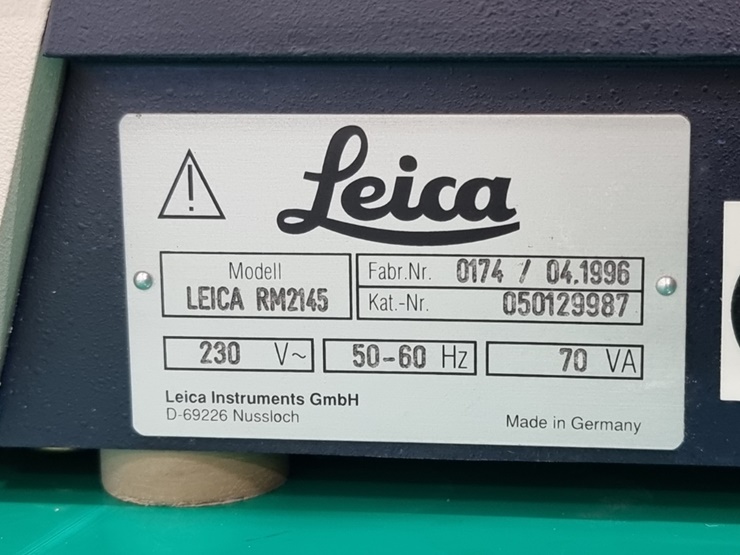 Leica
Modell
LEICA RM2145
Fabr.Nr. 0174 / 04.1996
Kat.-Nr. 050129987
230 V~ 50-60 Hz 70 VA
Leica Instruments GmbH
D-69226 Nussloch
Made in Germany